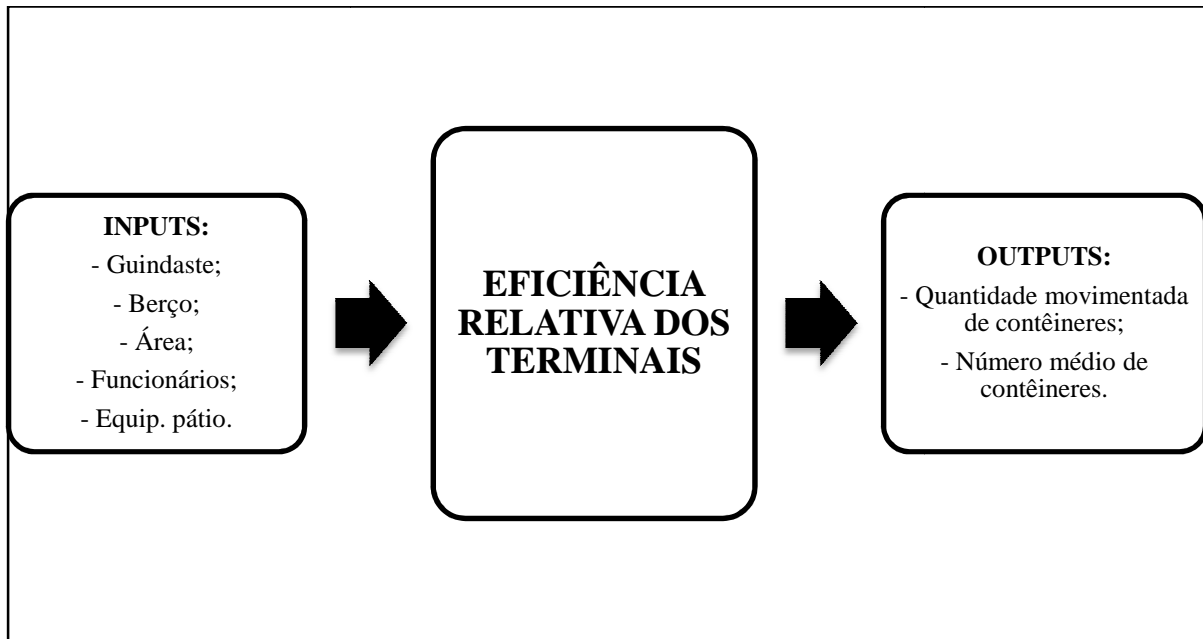 INPUTS:
- Guindaste;
- Berço;
- Área;
- Funcionários;
- Equip. pátio.
EFICIÊNCIA
RELATIVA DOS
TERMINAIS
OUTPUTS:
- Quantidade movimentada
de contêineres;
- Número médio de
contêineres.